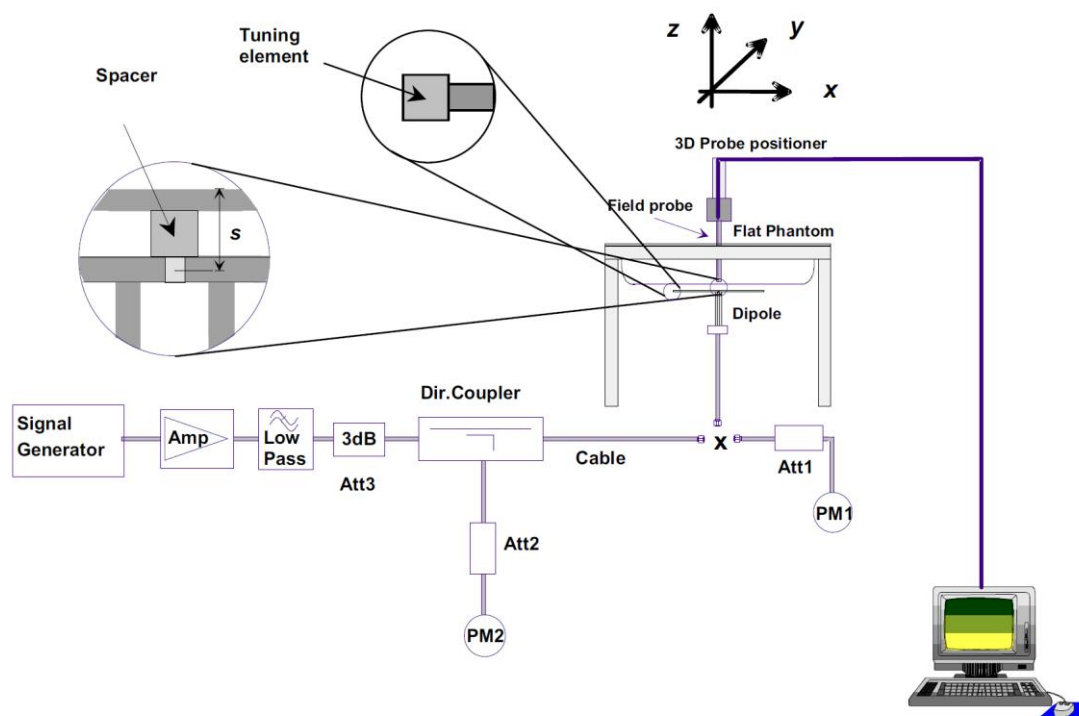 Tuning
element
Spacer
s
z
y
x
3D Probe positioner
Field probe
Flat Phantom
Dipole
Signal
Generator
Amp
Low
Pass
3dB
Att3
Dir.Coupler
Cable
x
Att1
PM1
Att2
PM2